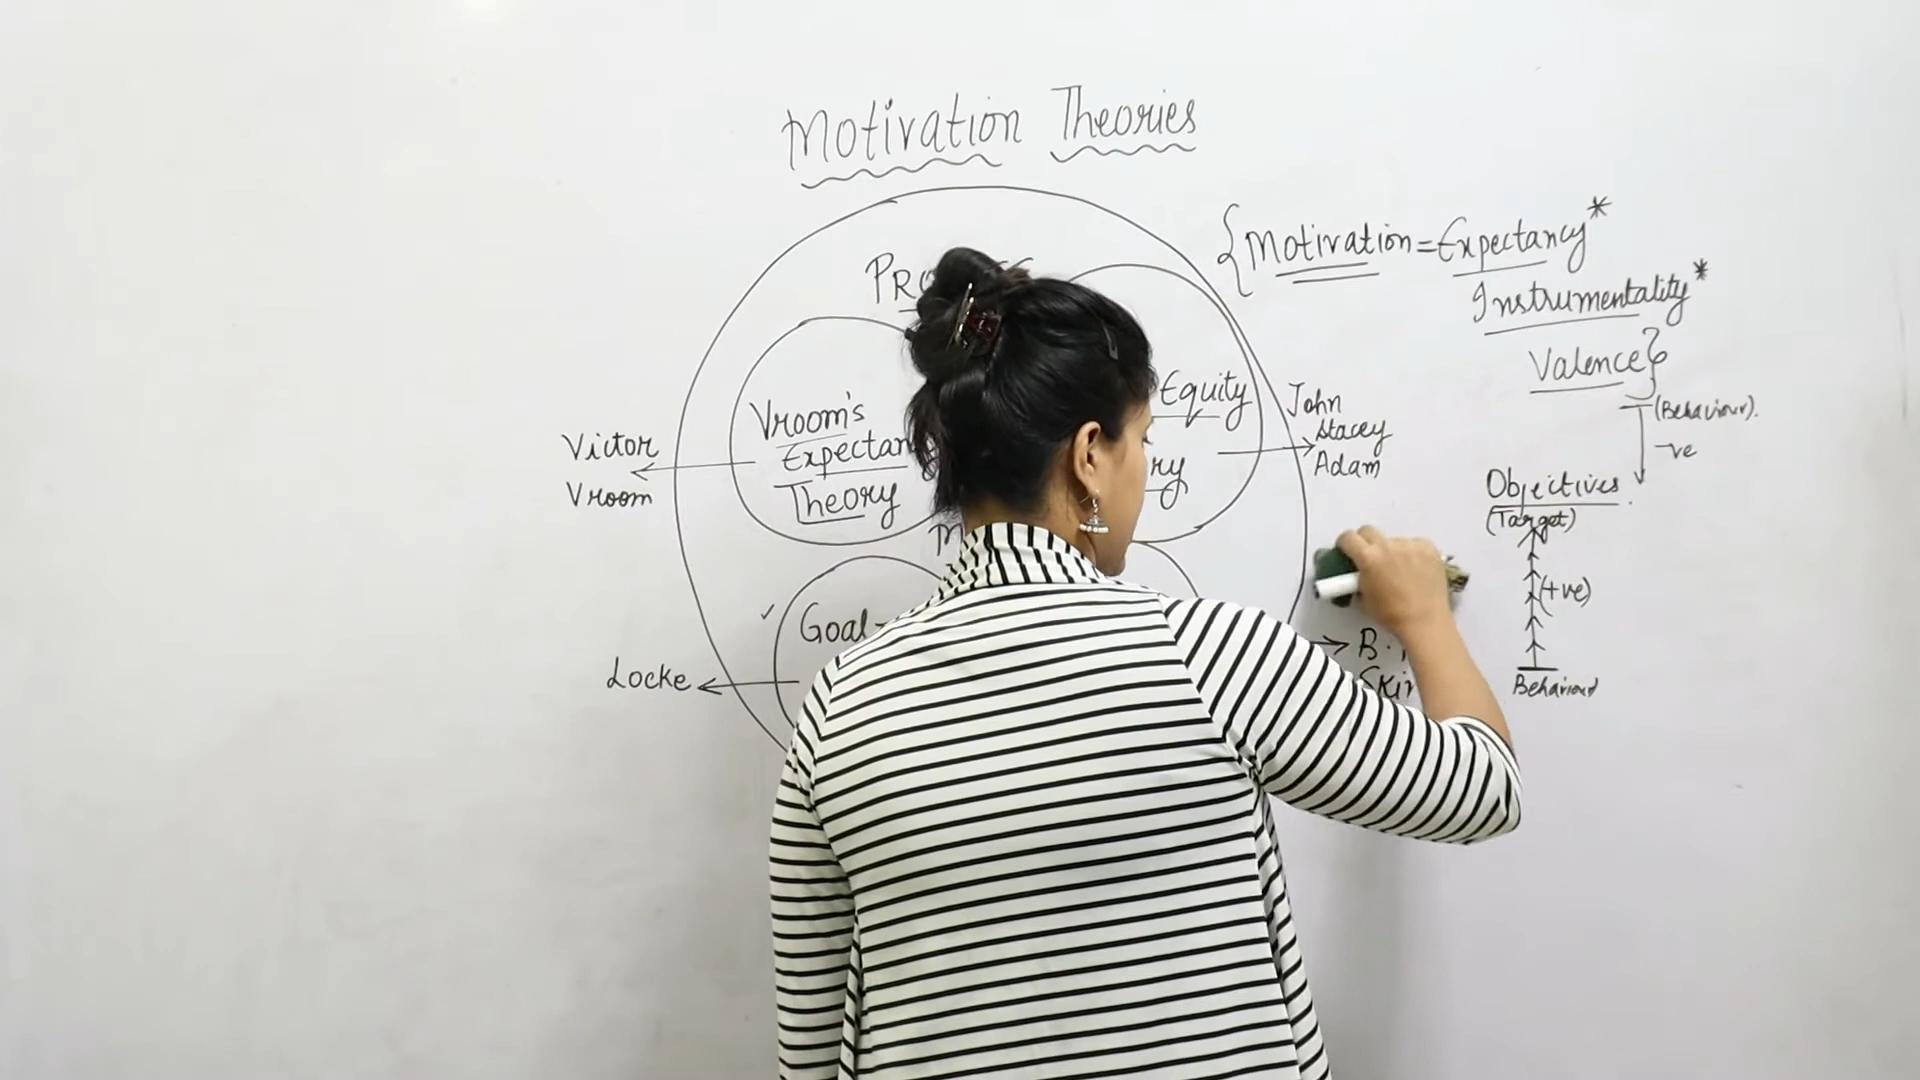 Motivation Theories
{Motivation = Expectancy*
Instrumentality*
Valence}
(Behaviour).
-ve
Objectives
(Target)
(+ve)
Behaviour
Vroom's
Theory
Equity
Victor
Vroom
John
Stacey
Adam
Goal-
Locke
B.